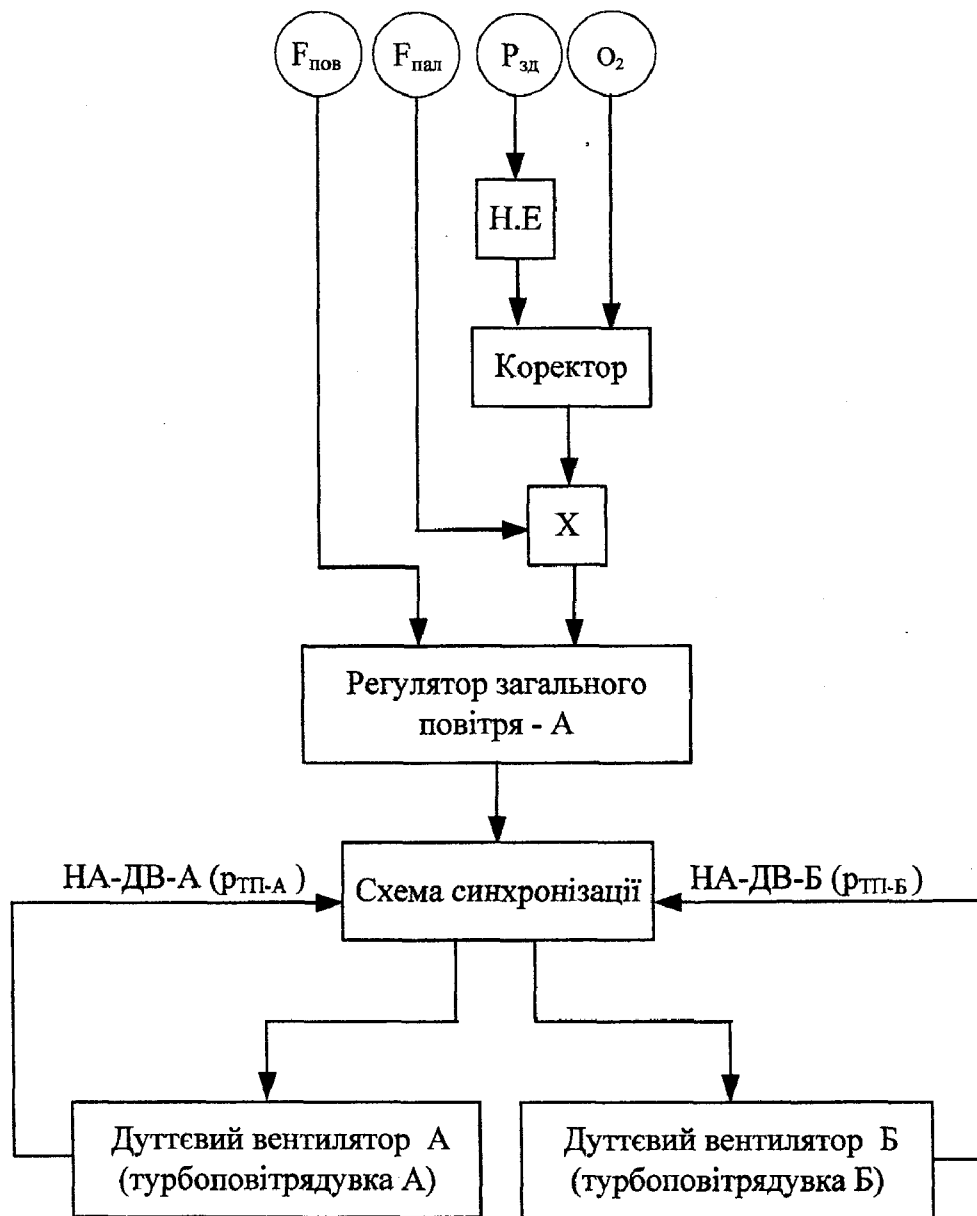 Fпов
Fпал
Pзд
O₂
Н.Е
Коректор
X
Регулятор загального
повітря - А
НА-ДВ-А (pТП-А )
Схема синхронізації
НА-ДВ-Б (pТП-Б )
Дуттєвий вентилятор А
(турбоповітрядувка А)
Дуттєвий вентилятор Б
(турбоповітрядувка Б)